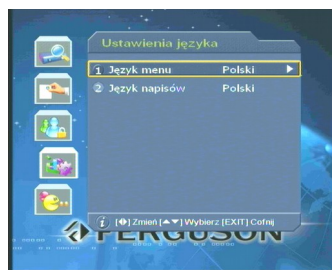 Ustawienia języka
1 Język menu Polski
2 Język napisów Polski
i [◀▶] Zmień [▲▼] Wybierz [EXIT] Cofnij
FERGUSON